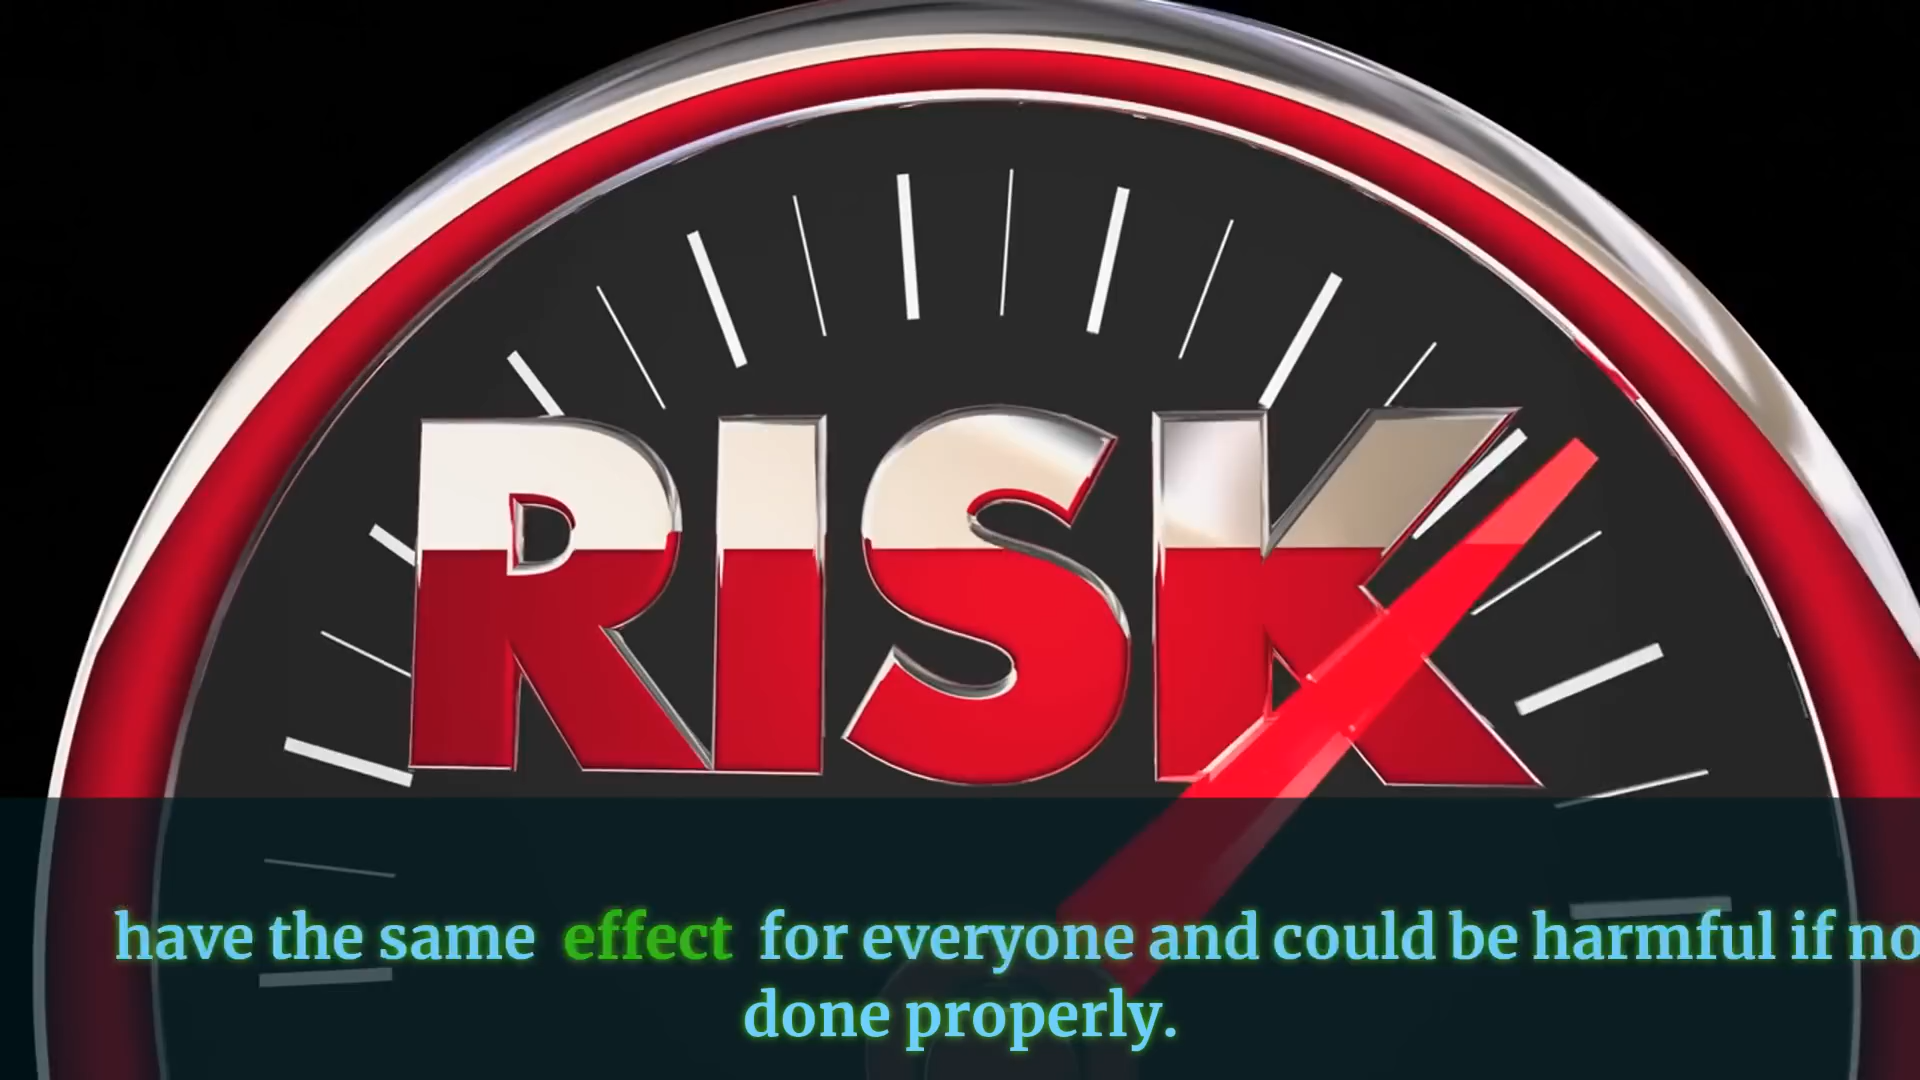 RISK
have the same effect for everyone and could be harmful if no
done properly.